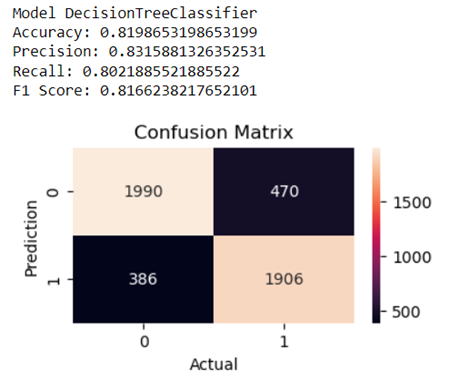 Model DecisionTreeClassifier
Accuracy: 0.8198653198653199
Precision: 0.8315881326352531
Recall: 0.8021885521885522
F1 Score: 0.8166238217652101
Confusion Matrix
Prediction
0
1990
470
1
386
1906
0
1
Actual
1500
1000
500